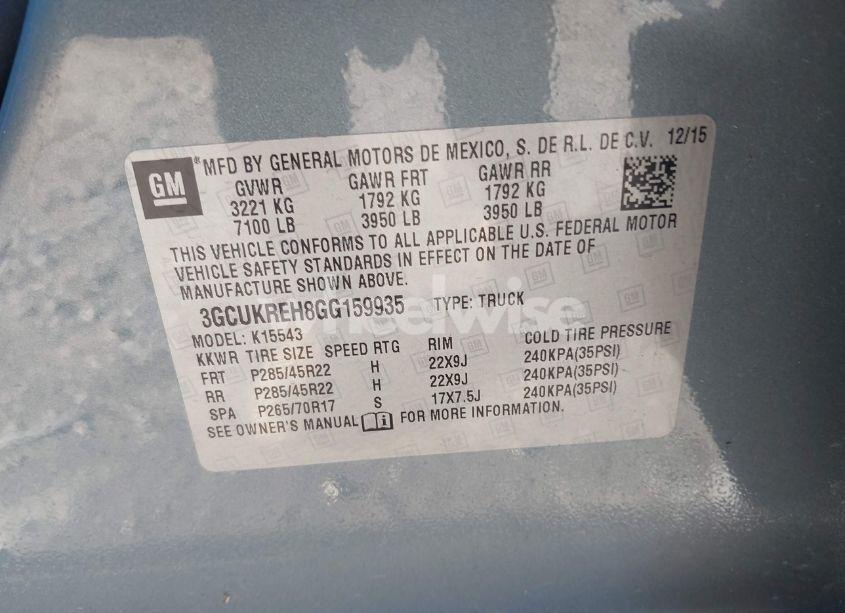 GM ® MFD BY GENERAL MOTORS DE MEXICO, S. DE R.L. DE C.V. 12/15
GVWR GAWR FRT GAWR RR
3221 KG 1792 KG 1792 KG
7100 LB 3950 LB 3950 LB
THIS VEHICLE CONFORMS TO ALL APPLICABLE U.S. FEDERAL MOTOR
VEHICLE SAFETY STANDARDS IN EFFECT ON THE DATE OF
MANUFACTURE SHOWN ABOVE.
3GCUKREH8GG159935 TYPE: TRUCK
wheelwise
MODEL: K15543
KKWR TIRE SIZE SPEED RTG RIM COLD TIRE PRESSURE
FRT P285/45R22 H 22X9J 240KPA(35PSI)
RR P285/45R22 H 22X9J 240KPA(35PSI)
SPA P265/70R17 S 17X7.5J 240KPA(35PSI)
SEE OWNER'S MANUAL FOR MORE INFORMATION.